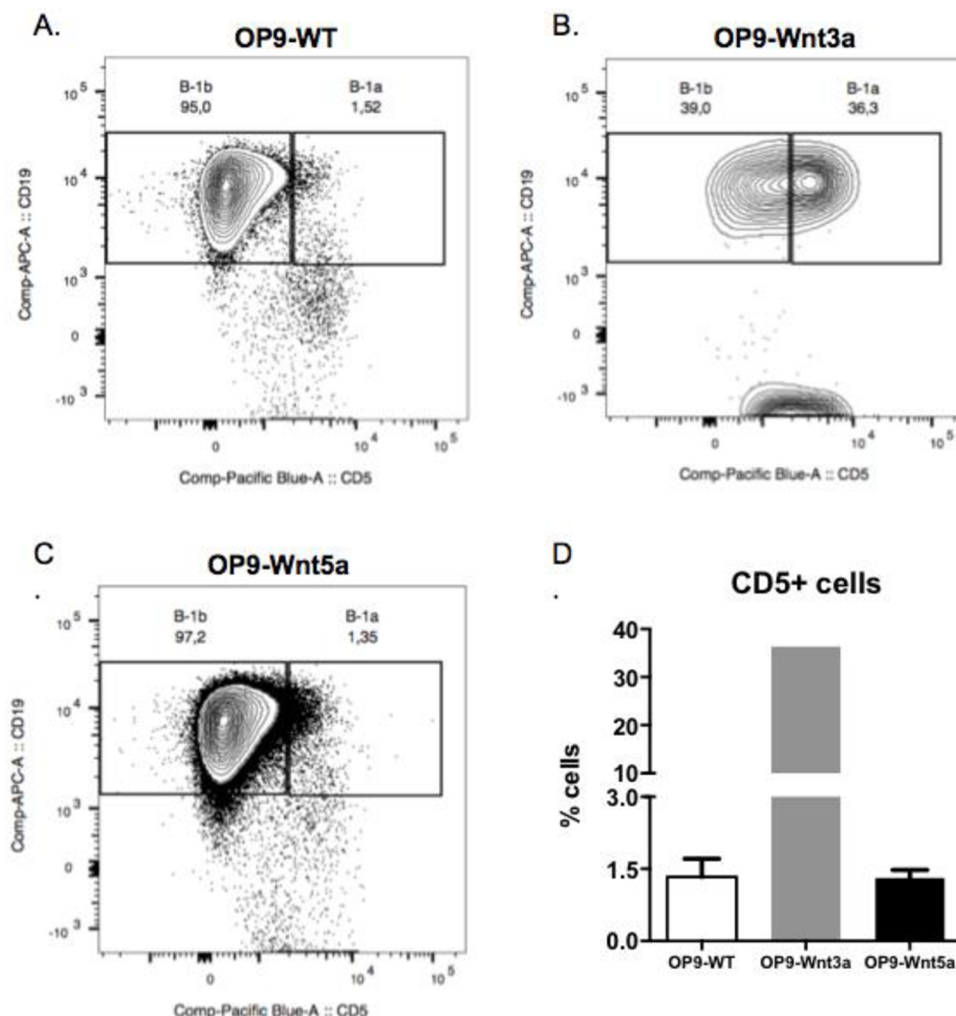 A.
OP9-WT
B-1b
95,0
B-1a
1,52
10 5
10 4
10 3
0
-10 3
Comp-APC-A :: CD19
0
10 4
10 5
Comp-Pacific Blue-A :: CD5
B.
OP9-Wnt3a
B-1b
39,0
B-1a
36,3
10 5
10 4
10 3
0
-10 3
Comp-APC-A :: CD19
0
10 4
10 5
Comp-Pacific Blue-A :: CD5
C
.
OP9-Wnt5a
B-1b
97,2
B-1a
1,35
10 5
10 4
10 3
0
-10 3
Comp-APC-A :: CD19
0
10 4
10 5
Comp-Pacific Blue-A :: CD5
D
.
CD5+ cells
% cells
40
30
20
10
3.0
1.5
0.0
OP9-WT
OP9-Wnt3a
OP9-Wnt5a